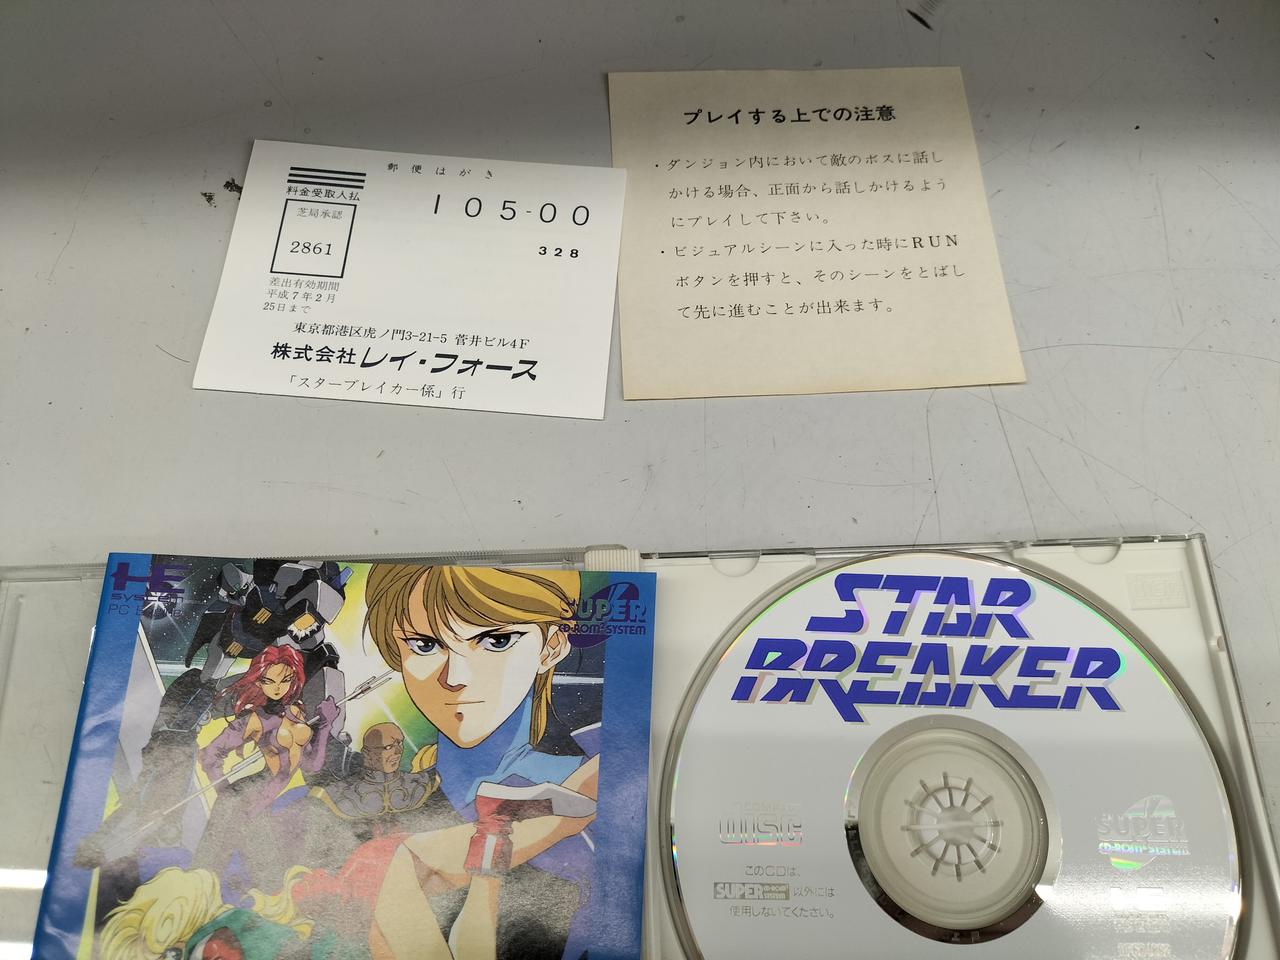 郵便はがき
料金受取人払
芝局承認
2861
差出有効期間
平成7年2月
25日まで
105-00
328
東京都港区虎ノ門3-21-5 菅井ビル4F
株式会社レイ・フォース
「スターブレイカー係」行
プレイする上での注意
・ダンジョン内において敵のボスに話し
かける場合、正面から話しかけるよう
にプレイして下さい。
・ビジュアルシーンに入った時にRUN
ボタンを押すと、そのシーンをとばし
て先に進むことが出来ます。
HE
SYSTEM
PC Engine
SUPER
CD-ROM² SYSTEM
STAR
BREAKER
COMPACT
disc
SUPER
CD-ROM² SYSTEM
このCDは、
SUPER CD-ROM² SYSTEM 以外には
使用しないでください。